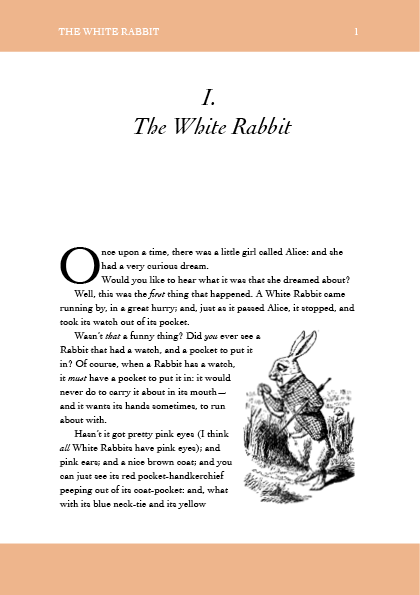 THE WHITE RABBIT 1
I.
The White Rabbit
Once upon a time, there was a little girl called Alice: and she
had a very curious dream.
Would you like to hear what it was that she dreamed about?
Well, this was the first thing that happened. A White Rabbit came
running by, in a great hurry; and, just as it passed Alice, it stopped, and
took its watch out of its pocket.
Wasn't that a funny thing? Did you ever see a
Rabbit that had a watch, and a pocket to put it
in? Of course, when a Rabbit has a watch,
it must have a pocket to put it in: it would
never do to carry it about in its mouth—
and it wants its hands sometimes, to run
about with.
Hasn't it got pretty pink eyes (I think
all White Rabbits have pink eyes); and
pink ears; and a nice brown coat; and you
can just see its red pocket-handkerchief
peeping out of its coat-pocket: and, what
with its blue neck-tie and its yellow